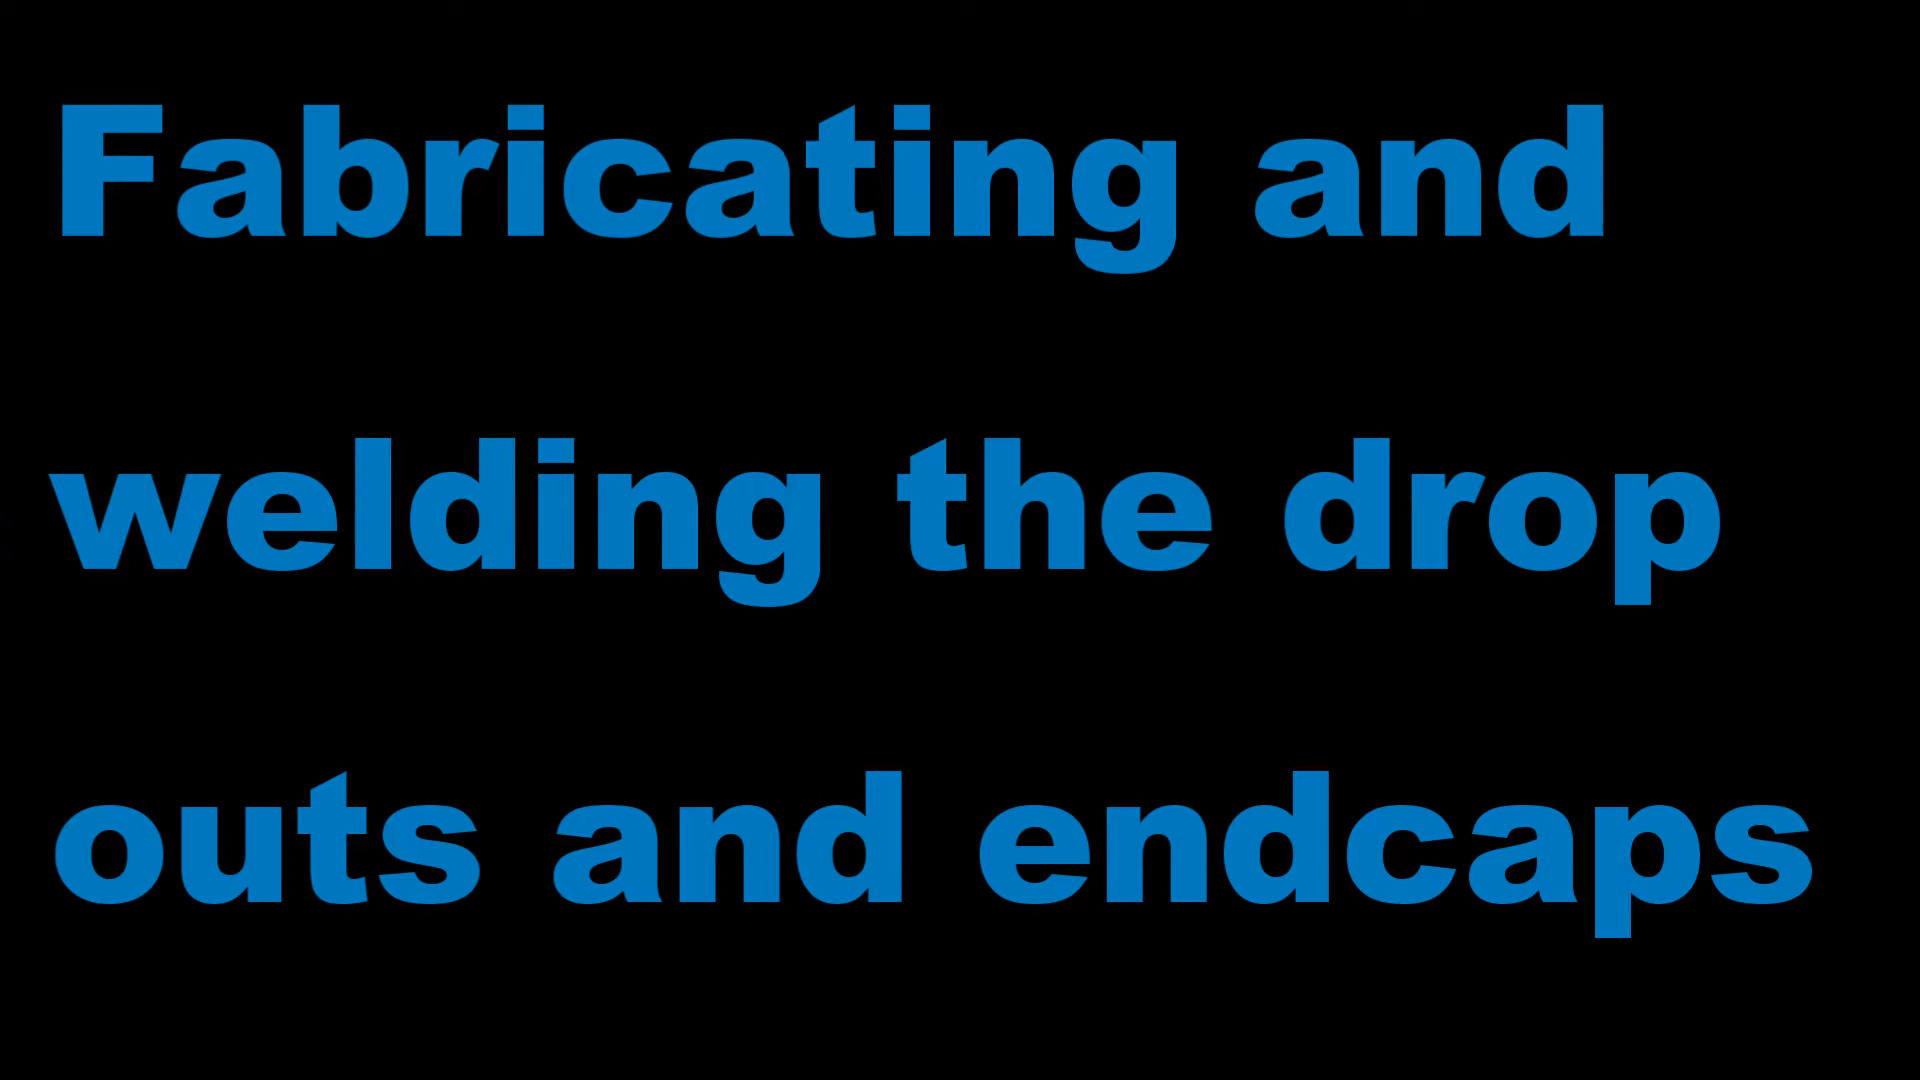 Fabricating and
welding the drop
outs and endcaps